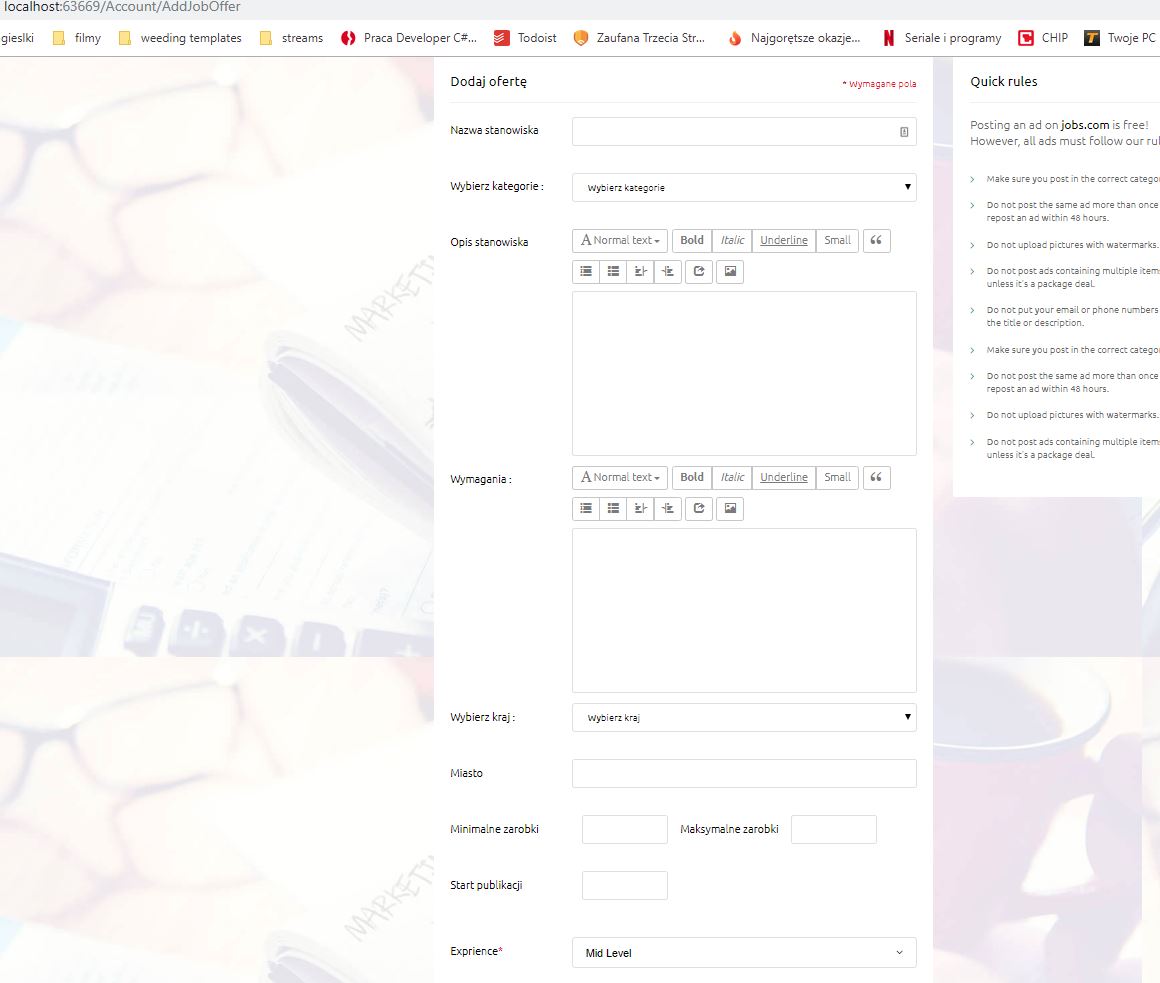 localhost:63669/Account/AddJobOffer
gieslki filmy weeding templates streams Praca Developer C#... Todoist Zaufana Trzecia Str... Najgorętsze okazje... Seriale i programy CHIP Twoje PC
Dodaj ofertę
* Wymagane pola
Nazwa stanowiska
Wybierz kategorie :
Wybierz kategorie
Opis stanowiska
A Normal text Bold Italic Underline Small
Wymagania :
A Normal text Bold Italic Underline Small
Wybierz kraj :
Wybierz kraj
Miasto
Minimalne zarobki
Maksymalne zarobki
Start publikacji
Exprience*
Mid Level
Quick rules
Posting an ad on jobs.com is free!
However, all ads must follow our rul
Make sure you post in the correct categor
Do not post the same ad more than once
repost an ad within 48 hours.
Do not upload pictures with watermarks.
Do not post ads containing multiple items
unless it's a package deal.
Do not put your email or phone numbers
the title or description.
Make sure you post in the correct categor
Do not post the same ad more than once
repost an ad within 48 hours.
Do not upload pictures with watermarks.
Do not post ads containing multiple items
unless it's a package deal.
MARKETIN
MARKETIN